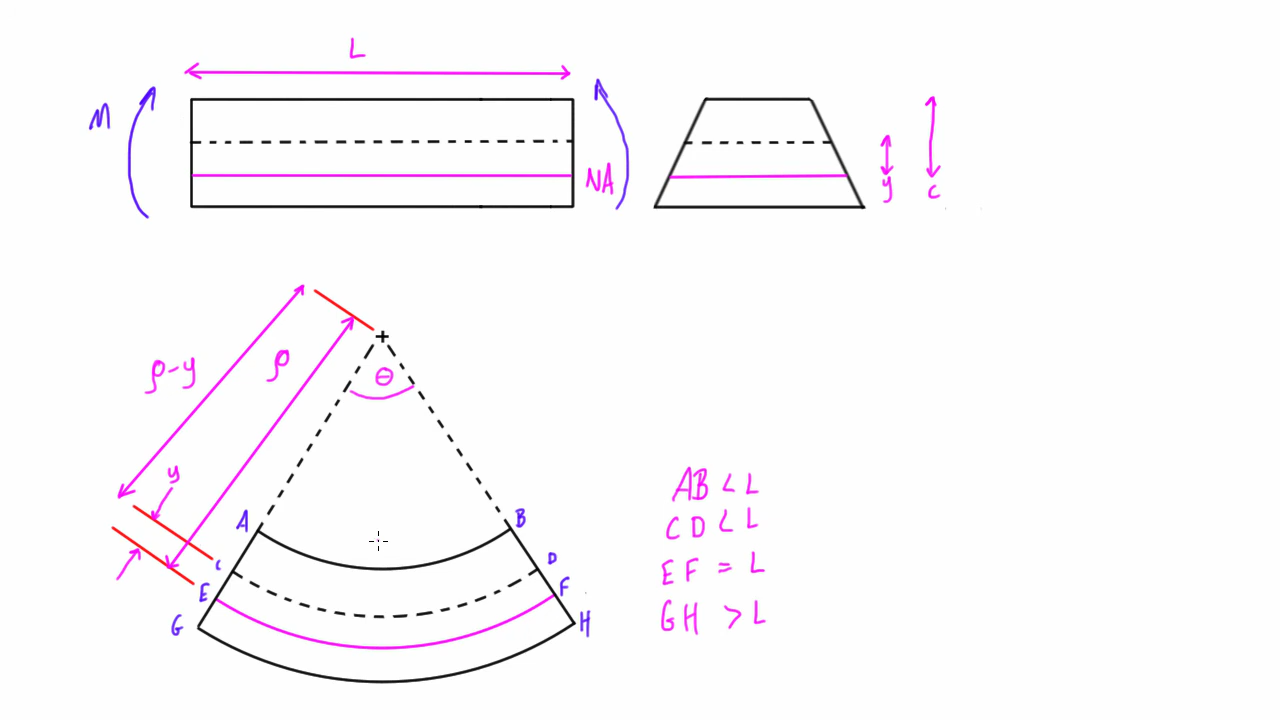 L
M
NA
y
c
ρ-y
ρ
θ
y
A
B
C
D
E
F
G
H
AB < L
CD < L
EF = L
GH > L